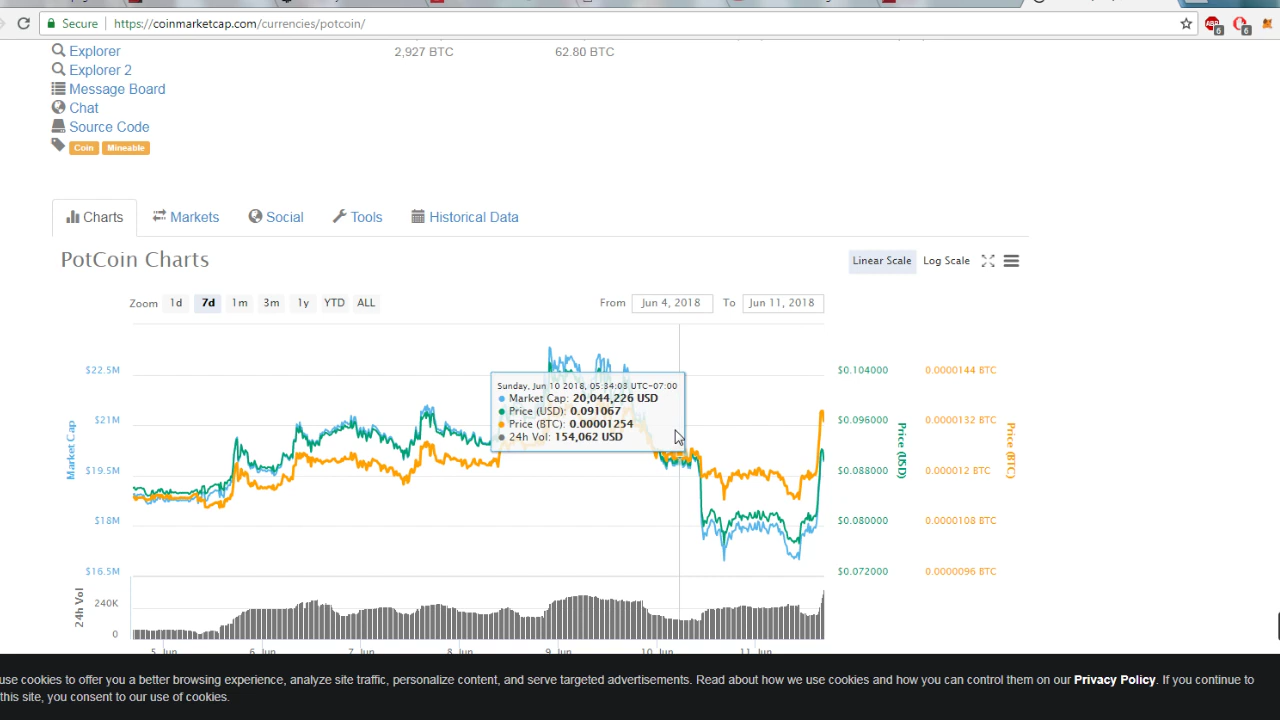 Secure https://coinmarketcap.com/currencies/potcoin/
6 6
Explorer 2,927 BTC 62.80 BTC
Explorer 2
Message Board
Chat
Source Code
Coin Mineable
Charts Markets Social Tools Historical Data
PotCoin Charts
Linear Scale Log Scale
Zoom 1d 7d 1m 3m 1y YTD ALL From Jun 4, 2018 To Jun 11, 2018
$22.5M $0.104000 0.0000144 BTC
Sunday, Jun 10 2018, 05:34:03 UTC-07:00
Market Cap: 20,044,226 USD
Price (USD): 0.091067
Price (BTC): 0.00001254
24h Vol: 154,062 USD
$21M $0.096000 0.0000132 BTC
Market Cap Price (USD) Price (BTC)
$19.5M $0.088000 0.000012 BTC
$18M $0.080000 0.0000108 BTC
$16.5M $0.072000 0.0000096 BTC
24h Vol
240K
0
5. Jun 6. Jun 7. Jun 8. Jun 9. Jun 10. Jun 11. Jun
use cookies to offer you a better browsing experience, analyze site traffic, personalize content, and serve targeted advertisements. Read about how we use cookies and how you can control them on our Privacy Policy. If you continue to
this site, you consent to our use of cookies.